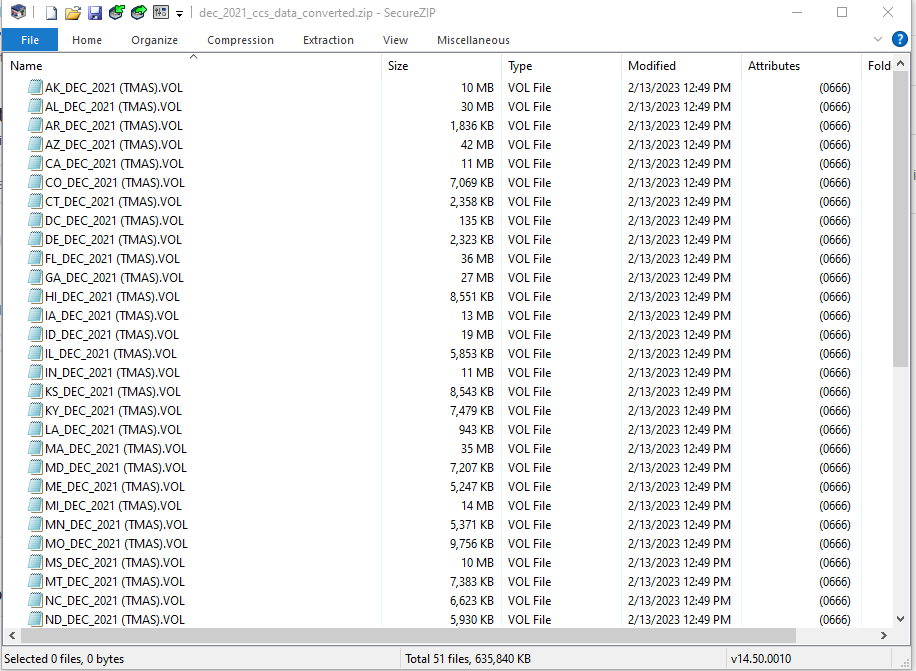 dec_2021_ccs_data_converted.zip - SecureZIP
File Home Organize Compression Extraction View Miscellaneous
Name Size Type Modified Attributes Fold
AK_DEC_2021 (TMAS).VOL 10 MB VOL File 2/13/2023 12:49 PM (0666)
AL_DEC_2021 (TMAS).VOL 30 MB VOL File 2/13/2023 12:49 PM (0666)
AR_DEC_2021 (TMAS).VOL 1,836 KB VOL File 2/13/2023 12:49 PM (0666)
AZ_DEC_2021 (TMAS).VOL 42 MB VOL File 2/13/2023 12:49 PM (0666)
CA_DEC_2021 (TMAS).VOL 11 MB VOL File 2/13/2023 12:49 PM (0666)
CO_DEC_2021 (TMAS).VOL 7,069 KB VOL File 2/13/2023 12:49 PM (0666)
CT_DEC_2021 (TMAS).VOL 2,358 KB VOL File 2/13/2023 12:49 PM (0666)
DC_DEC_2021 (TMAS).VOL 135 KB VOL File 2/13/2023 12:49 PM (0666)
DE_DEC_2021 (TMAS).VOL 2,323 KB VOL File 2/13/2023 12:49 PM (0666)
FL_DEC_2021 (TMAS).VOL 36 MB VOL File 2/13/2023 12:49 PM (0666)
GA_DEC_2021 (TMAS).VOL 27 MB VOL File 2/13/2023 12:49 PM (0666)
HI_DEC_2021 (TMAS).VOL 8,551 KB VOL File 2/13/2023 12:49 PM (0666)
IA_DEC_2021 (TMAS).VOL 13 MB VOL File 2/13/2023 12:49 PM (0666)
ID_DEC_2021 (TMAS).VOL 19 MB VOL File 2/13/2023 12:49 PM (0666)
IL_DEC_2021 (TMAS).VOL 5,853 KB VOL File 2/13/2023 12:49 PM (0666)
IN_DEC_2021 (TMAS).VOL 11 MB VOL File 2/13/2023 12:49 PM (0666)
KS_DEC_2021 (TMAS).VOL 8,543 KB VOL File 2/13/2023 12:49 PM (0666)
KY_DEC_2021 (TMAS).VOL 7,479 KB VOL File 2/13/2023 12:49 PM (0666)
LA_DEC_2021 (TMAS).VOL 943 KB VOL File 2/13/2023 12:49 PM (0666)
MA_DEC_2021 (TMAS).VOL 35 MB VOL File 2/13/2023 12:49 PM (0666)
MD_DEC_2021 (TMAS).VOL 7,207 KB VOL File 2/13/2023 12:49 PM (0666)
ME_DEC_2021 (TMAS).VOL 5,247 KB VOL File 2/13/2023 12:49 PM (0666)
MI_DEC_2021 (TMAS).VOL 14 MB VOL File 2/13/2023 12:49 PM (0666)
MN_DEC_2021 (TMAS).VOL 5,371 KB VOL File 2/13/2023 12:49 PM (0666)
MO_DEC_2021 (TMAS).VOL 9,756 KB VOL File 2/13/2023 12:49 PM (0666)
MS_DEC_2021 (TMAS).VOL 10 MB VOL File 2/13/2023 12:49 PM (0666)
MT_DEC_2021 (TMAS).VOL 7,383 KB VOL File 2/13/2023 12:49 PM (0666)
NC_DEC_2021 (TMAS).VOL 6,623 KB VOL File 2/13/2023 12:49 PM (0666)
ND_DEC_2021 (TMAS).VOL 5,930 KB VOL File 2/13/2023 12:49 PM (0666)
Selected 0 files, 0 bytes Total 51 files, 635,840 KB v14.50.0010